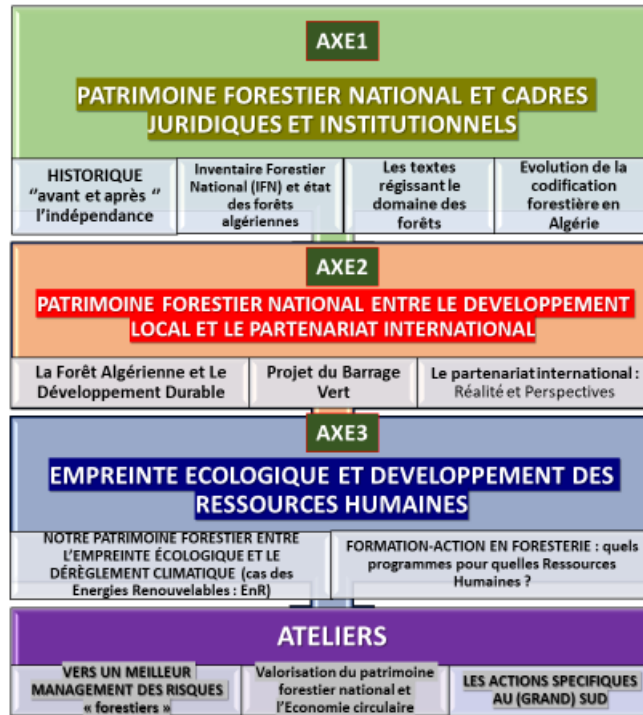 AXE1
PATRIMOINE FORESTIER NATIONAL ET CADRES
JURIDIQUES ET INSTITUTIONNELS
HISTORIQUE
“avant et après “
l’indépendance
Inventaire Forestier
National (IFN) et état
des forêts
algériennes
Les textes
régissant le
domaine des
forêts
Evolution de la
codification
forestière en
Algérie
AXE2
PATRIMOINE FORESTIER NATIONAL ENTRE LE DEVELOPPEMENT
LOCAL ET LE PARTENARIAT INTERNATIONAL
La Forêt Algérienne et Le
Développement Durable
Projet du Barrage
Vert
Le partenariat international :
Réalité et Perspectives
AXE3
EMPREINTE ECOLOGIQUE ET DEVELOPPEMENT DES
RESSOURCES HUMAINES
NOTRE PATRIMOINE FORESTIER ENTRE
L’EMPREINTE ÉCOLOGIQUE ET LE
DÉRÈGLEMENT CLIMATIQUE (cas des
Energies Renouvelables : EnR)
FORMATION-ACTION EN FORESTERIE : quels
programmes pour quelles Ressources
Humaines ?
ATELIERS
VERS UN MEILLEUR
MANAGEMENT DES RISQUES
« forestiers »
Valorisation du patrimoine
forestier national et
l’Economie circulaire
LES ACTIONS SPECIFIQUES
AU (GRAND) SUD